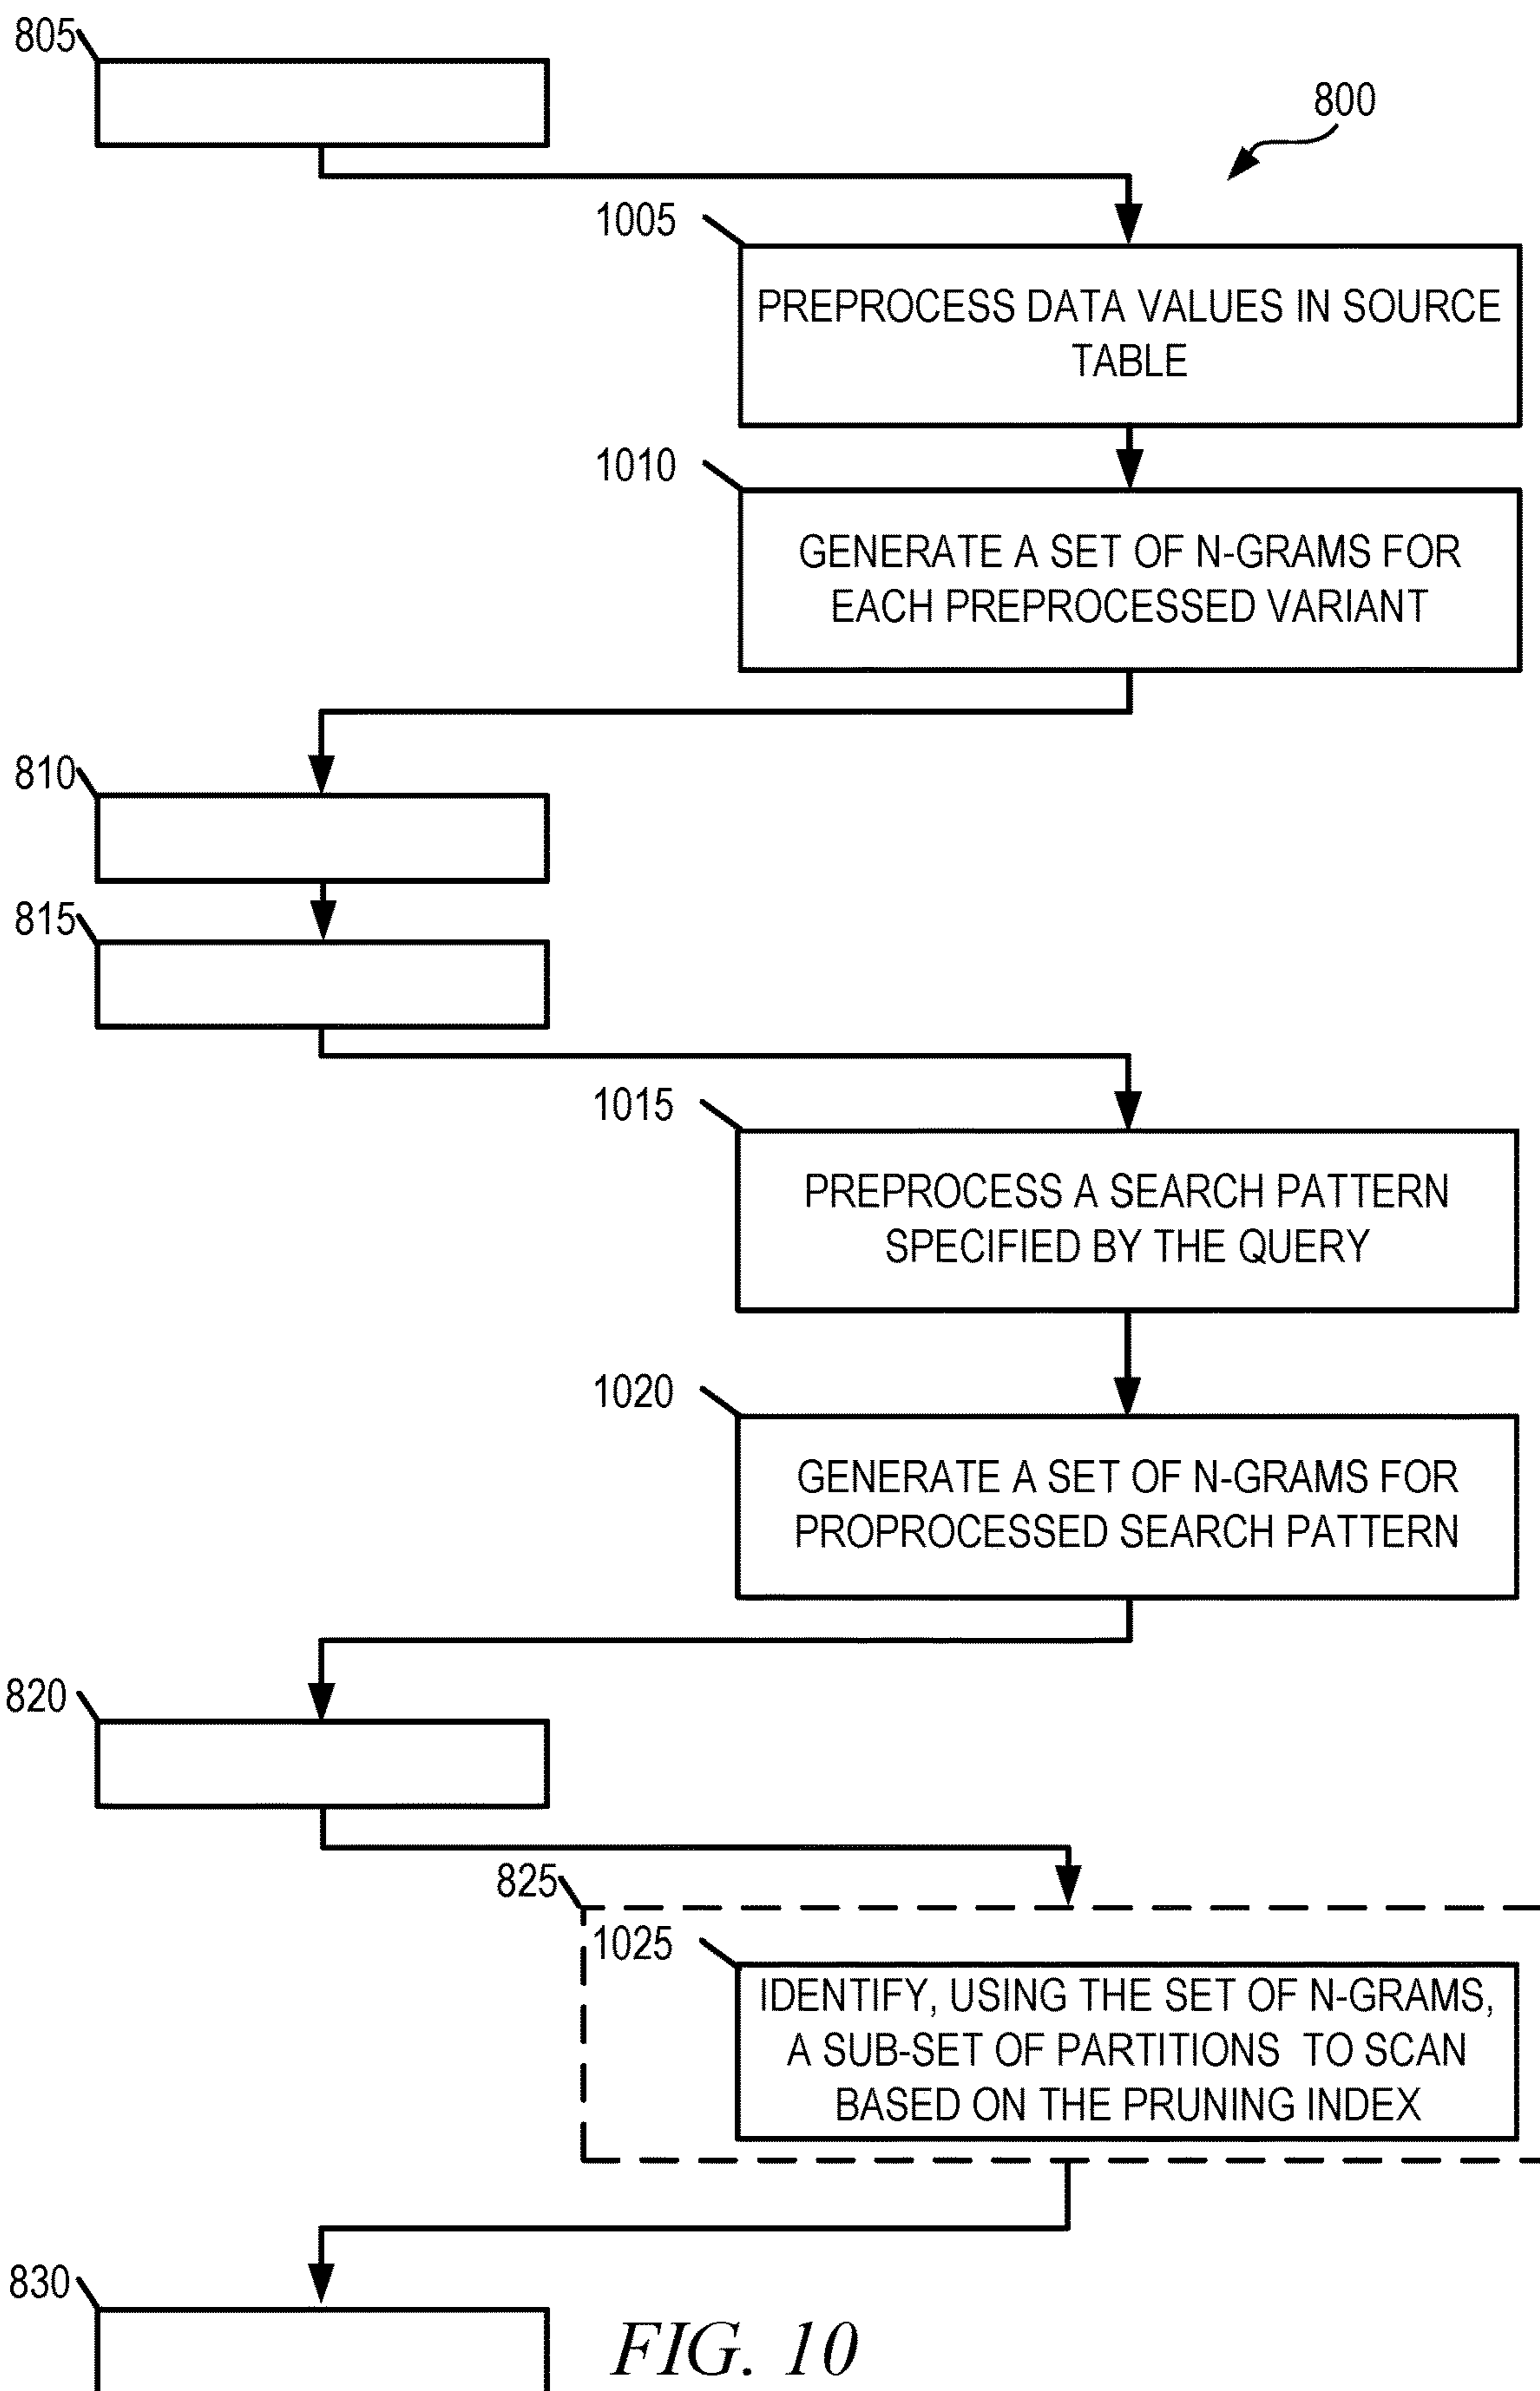 805
800
1005
PREPROCESS DATA VALUES IN SOURCE
TABLE
1010
GENERATE A SET OF N-GRAMS FOR
EACH PREPROCESSED VARIANT
810
815
1015
PREPROCESS A SEARCH PATTERN
SPECIFIED BY THE QUERY
1020
GENERATE A SET OF N-GRAMS FOR
PROPROCESSED SEARCH PATTERN
820
825
1025
IDENTIFY, USING THE SET OF N-GRAMS,
A SUB-SET OF PARTITIONS TO SCAN
BASED ON THE PRUNING INDEX
830
FIG. 10